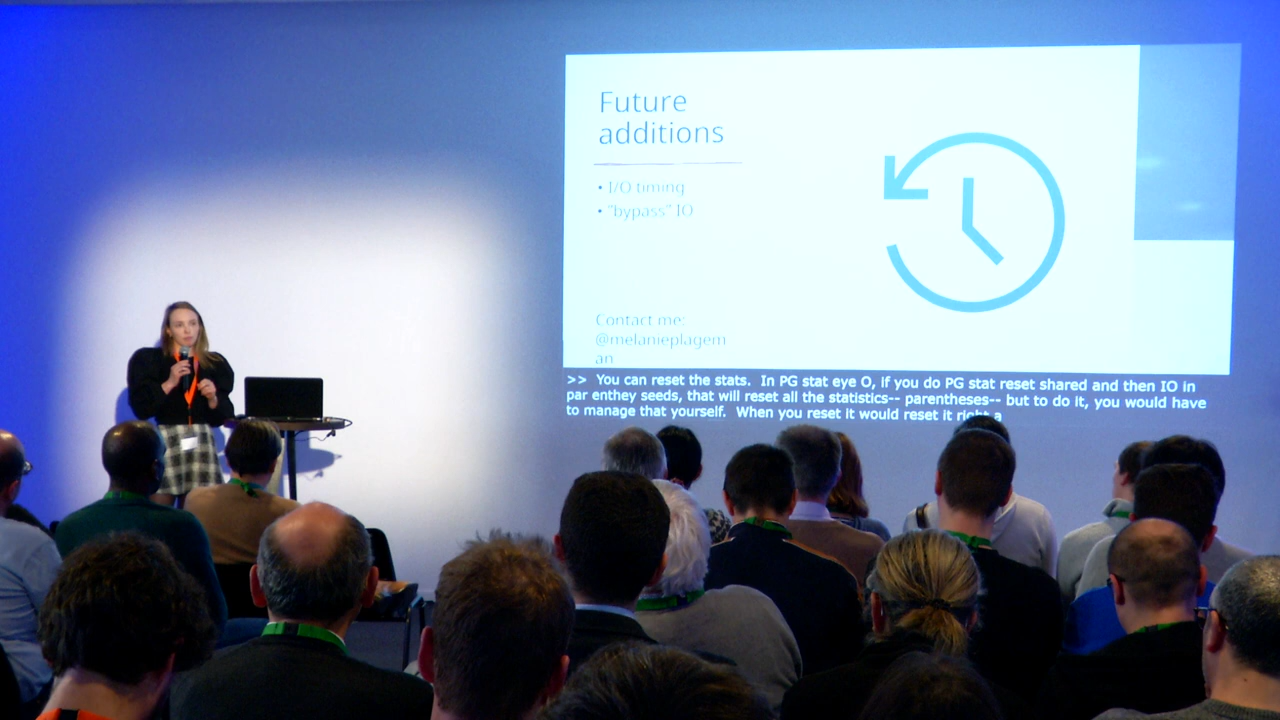 Future
additions
• I/O timing
• "bypass" IO
Contact me:
@melanieplagem
an
>> You can reset the stats. In PG stat eye O, if you do PG stat reset shared and then IO in
par enthey seeds, that will reset all the statistics-- parentheses-- but to do it, you would have
to manage that yourself. When you reset it would reset it right a